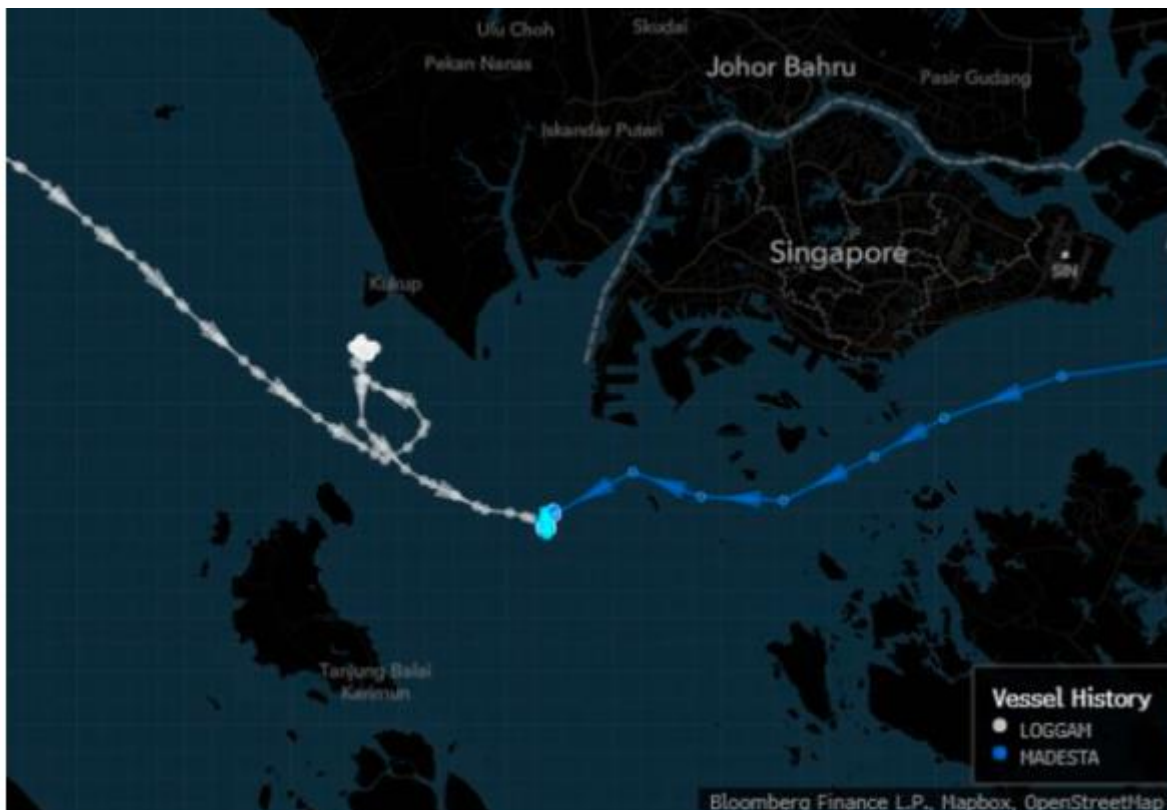 Ulu Choh
Skudai
Pekan Nanas
Johor Bahru
Pasir Gudang
Iskandar Puteri
Singapore
SIN
Kukup
Tanjung Balai
Karimun
Vessel History
LOGGAM
MADESTA
Bloomberg Finance L.P., Mapbox, OpenStreetMap